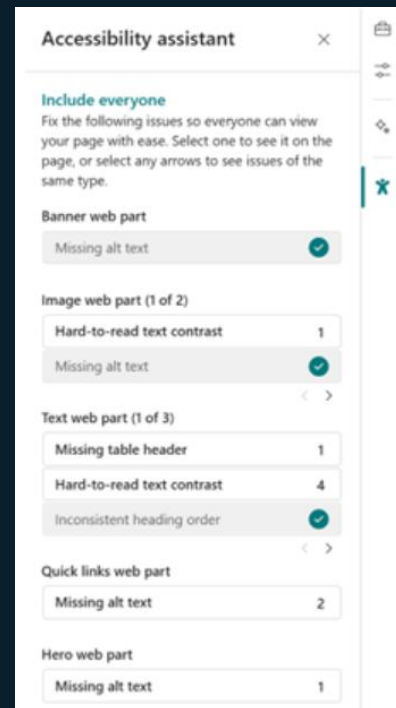 Accessibility assistant
Include everyone
Fix the following issues so everyone can view
your page with ease. Select one to see it on the
page, or select any arrows to see issues of the
same type.
Banner web part
Missing alt text
Image web part (1 of 2)
Hard-to-read text contrast 1
Missing alt text
Text web part (1 of 3)
Missing table header 1
Hard-to-read text contrast 4
Inconsistent heading order
Quick links web part
Missing alt text 2
Hero web part
Missing alt text 1